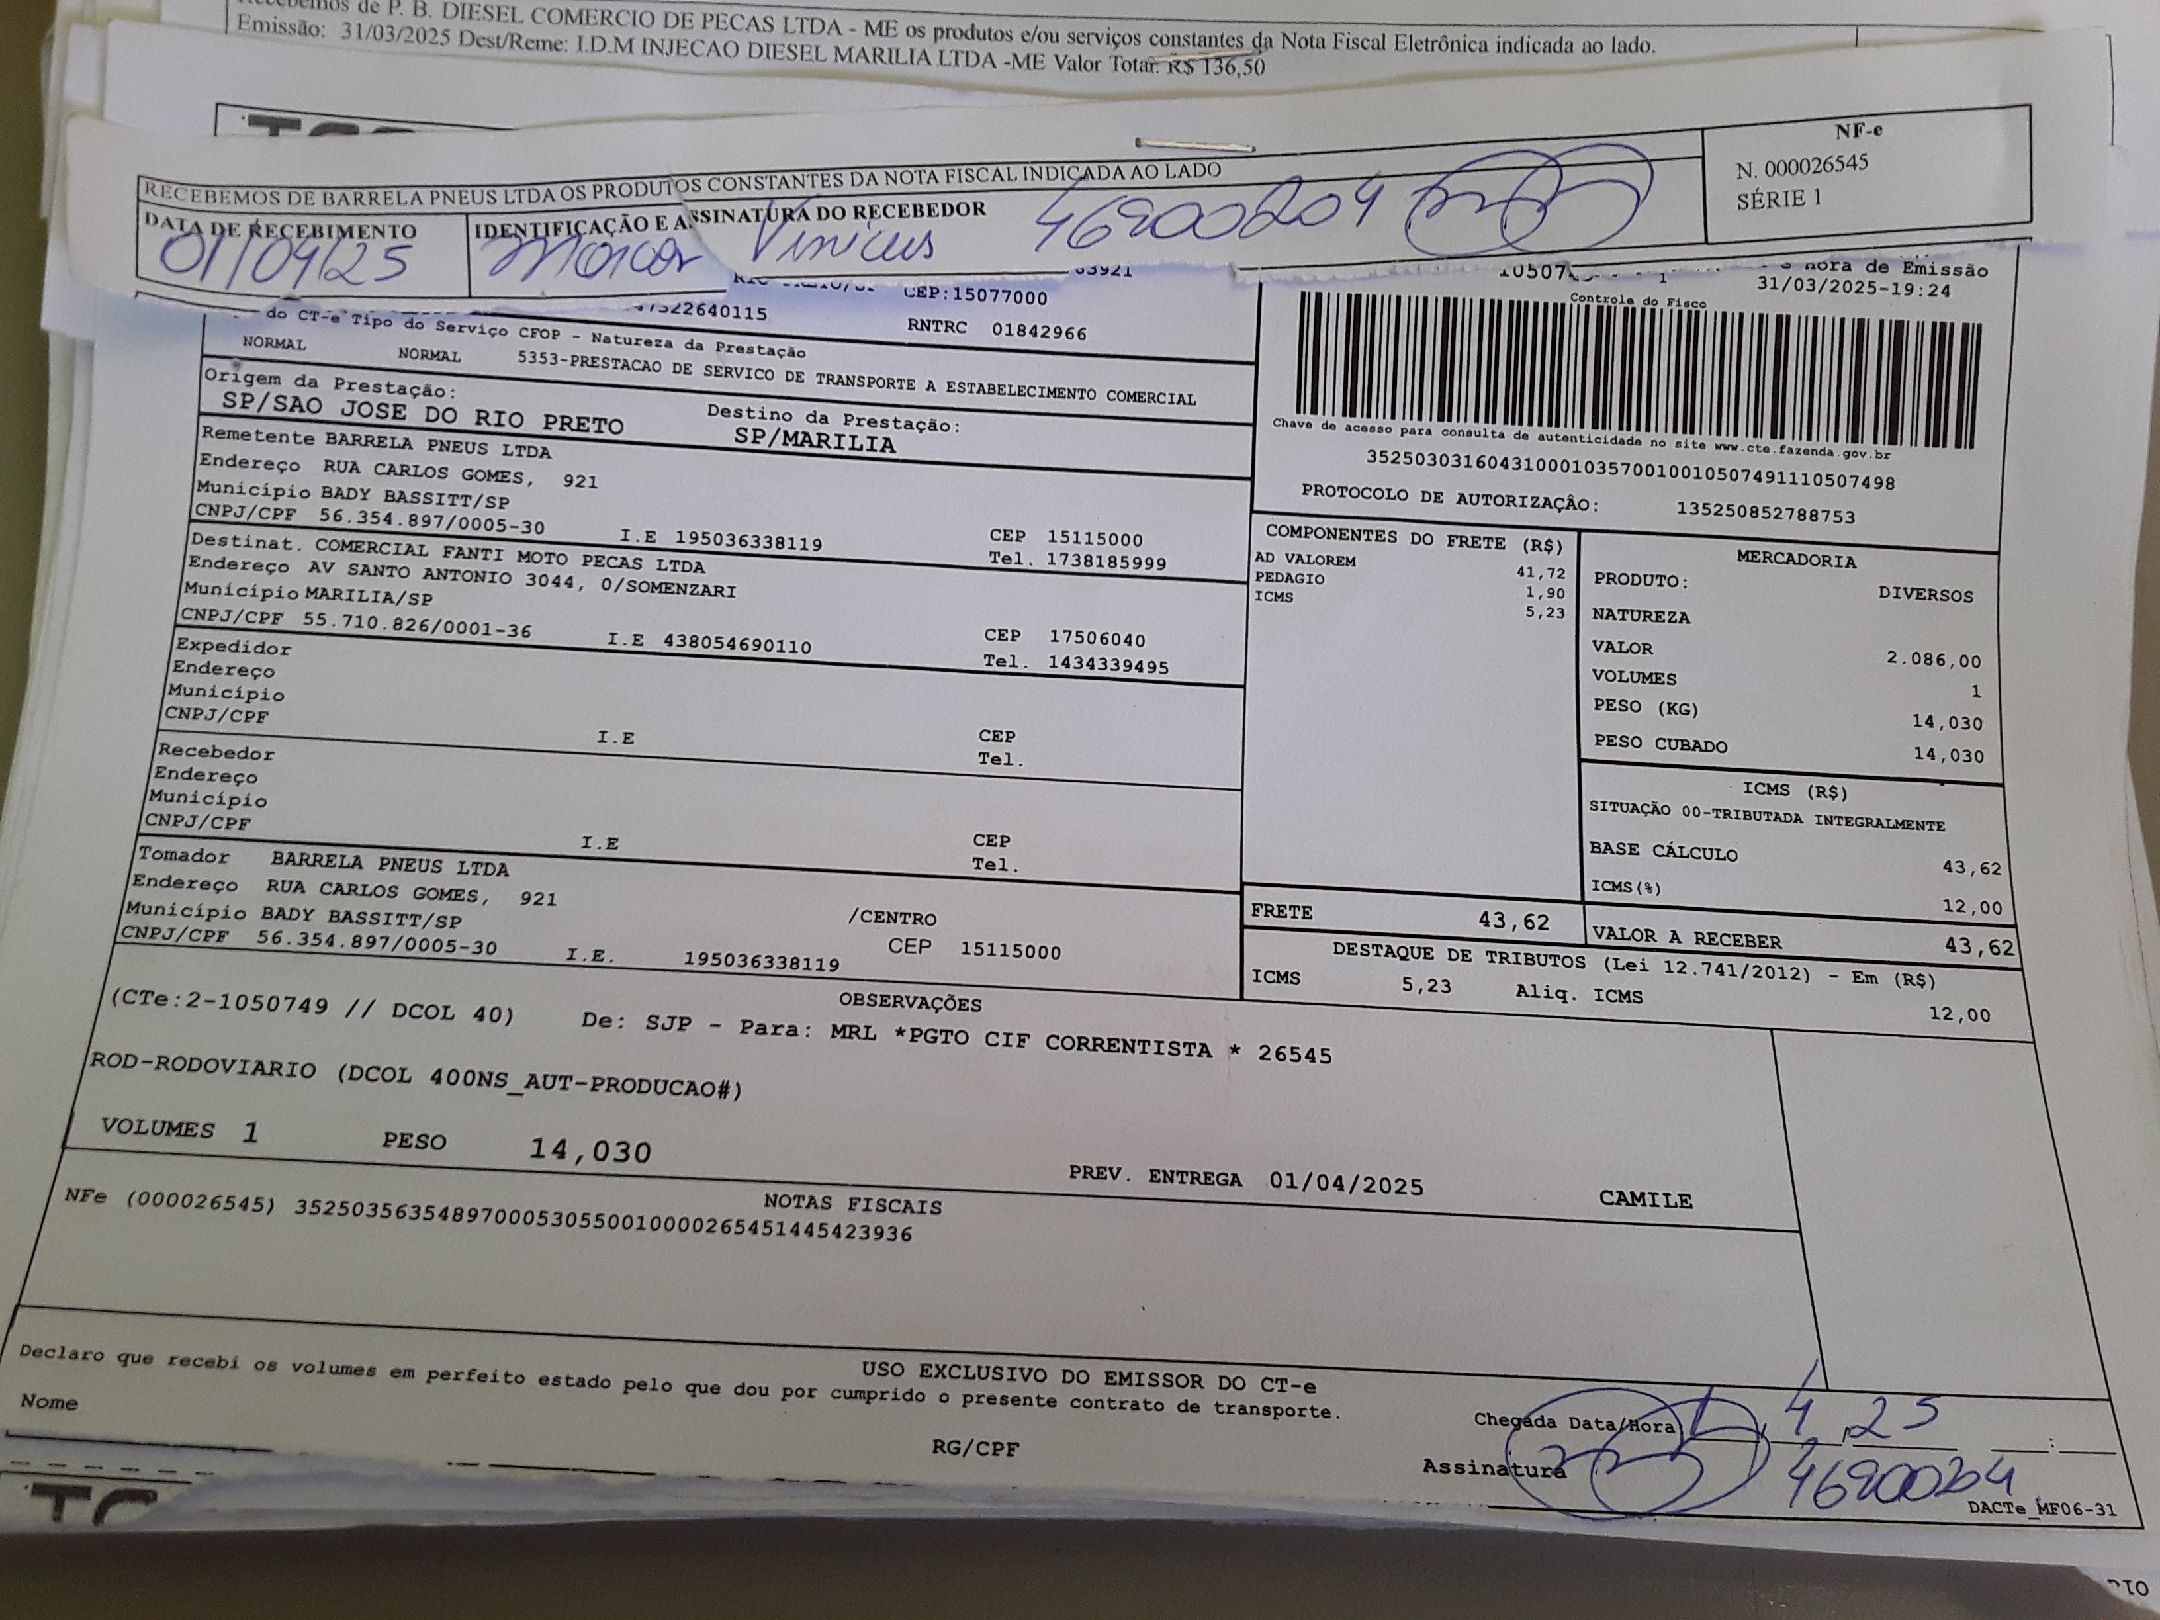 Recebemos de P. B. DIESEL COMERCIO DE PECAS LTDA - ME os produtos e/ou serviços constantes da Nota Fiscal Eletrônica indicada ao lado.
Emissão: 31/03/2025 Dest/Reme: I.D.M INJECAO DIESEL MARILIA LTDA -ME Valor Total: R$ 136,50
RECEBEMOS DE BARRELA PNEUS LTDA OS PRODUTOS CONSTANTES DA NOTA FISCAL INDICADA AO LADO
NF-e
N. 000026545
SÉRIE 1
DATA DE RECEBIMENTO
01/04/25
IDENTIFICAÇÃO E ASSINATURA DO RECEBEDOR
Vinicius 46900204
63921
CEP:15077000
47522640115
RNTRC 01842966
hora de Emissão
31/03/2025-19:24
Controle do Fisco
do CT-e Tipo do Serviço CFOP - Natureza da Prestação
NORMAL NORMAL 5353-PRESTACAO DE SERVICO DE TRANSPORTE A ESTABELECIMENTO COMERCIAL
Origem da Prestação:
SP/SAO JOSE DO RIO PRETO
Destino da Prestação:
SP/MARILIA
Chave de acesso para consulta de autenticidade no site www.cte.fazenda.gov.br
35250303160431000103570010010507491110507498
PROTOCOLO DE AUTORIZAÇÂO: 135250852788753
Remetente BARRELA PNEUS LTDA
Endereço RUA CARLOS GOMES, 921
Município BADY BASSITT/SP
CEP 15115000
CNPJ/CPF 56.354.897/0005-30 I.E 195036338119
Tel. 1738185999
Destinat. COMERCIAL FANTI MOTO PECAS LTDA
Endereço AV SANTO ANTONIO 3044, 0/SOMENZARI
Município MARILIA/SP
CEP 17506040
CNPJ/CPF 55.710.826/0001-36 I.E 438054690110
Tel. 1434339495
Expedidor
Endereço
Município
CEP
CNPJ/CPF I.E
Tel.
Recebedor
Endereço
Município
CEP
CNPJ/CPF I.E
Tel.
Tomador BARRELA PNEUS LTDA
Endereço RUA CARLOS GOMES, 921
/CENTRO
Município BADY BASSITT/SP
CEP 15115000
CNPJ/CPF 56.354.897/0005-30 I.E. 195036338119
COMPONENTES DO FRETE (R$)
AD VALOREM 41,72
PEDAGIO 1,90
ICMS 5,23
MERCADORIA
PRODUTO: DIVERSOS
NATUREZA
VALOR 2.086,00
VOLUMES 1
PESO (KG) 14,030
PESO CUBADO 14,030
ICMS (R$)
SITUAÇÃO 00-TRIBUTADA INTEGRALMENTE
BASE CÁLCULO 43,62
ICMS(%) 12,00
FRETE 43,62
VALOR A RECEBER 43,62
DESTAQUE DE TRIBUTOS (Lei 12.741/2012) - Em (R$)
ICMS 5,23 Aliq. ICMS 12,00
OBSERVAÇÕES
(CTe:2-1050749 // DCOL 40) De: SJP - Para: MRL *PGTO CIF CORRENTISTA * 26545
ROD-RODOVIARIO (DCOL 400NS_AUT-PRODUCAO#)
VOLUMES 1 PESO 14,030 PREV. ENTREGA 01/04/2025 CAMILE
NOTAS FISCAIS
NFe (000026545) 35250356354897000530550010000265451445423936
USO EXCLUSIVO DO EMISSOR DO CT-e
Declaro que recebi os volumes em perfeito estado pelo que dou por cumprido o presente contrato de transporte.
Nome
RG/CPF
Chegada Data/Hora 1 4 25 :
Assinatura
DACTe_MF06-31